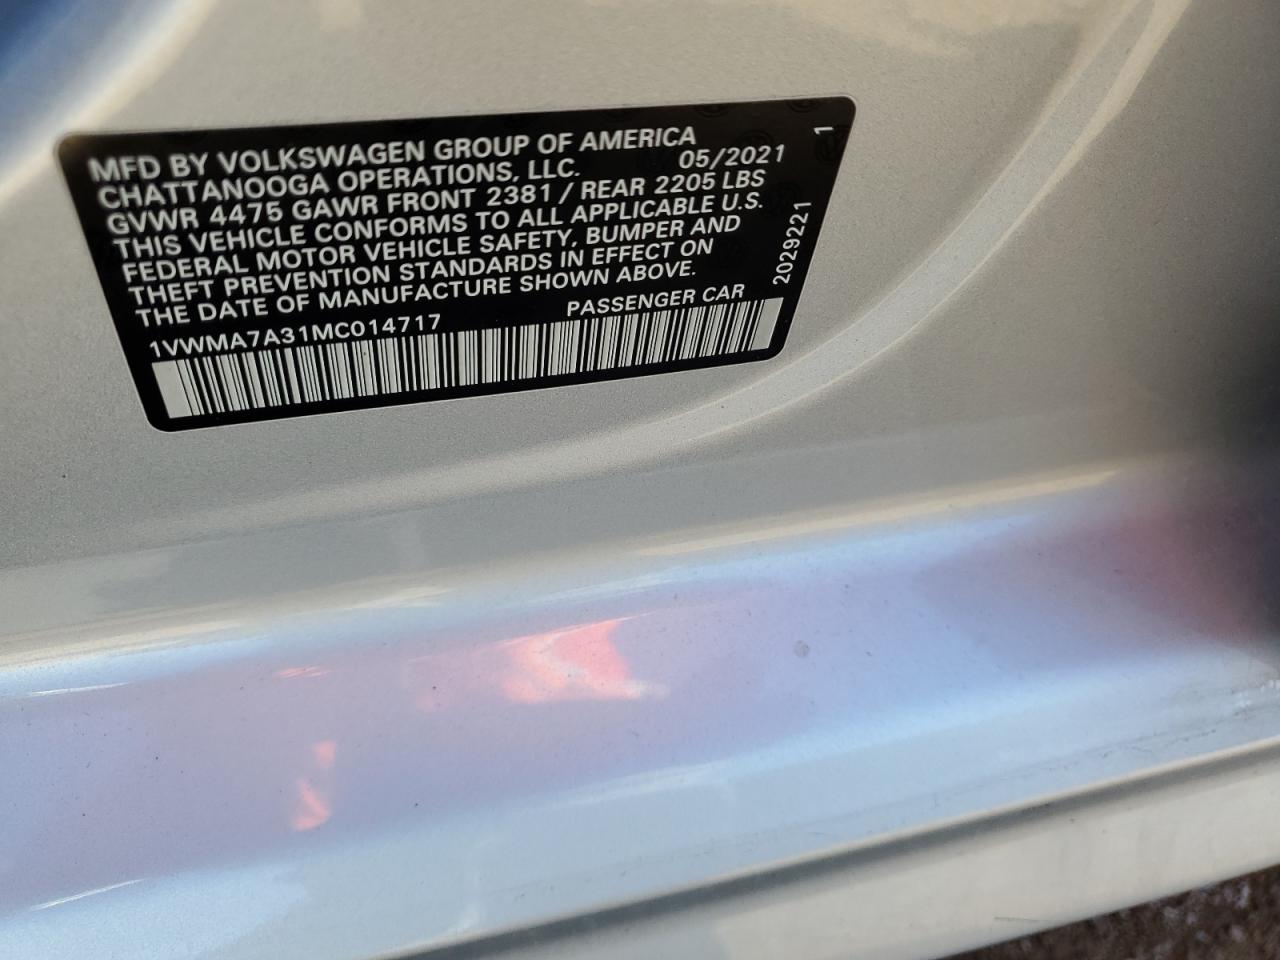 MFD BY VOLKSWAGEN GROUP OF AMERICA
CHATTANOOGA OPERATIONS, LLC. 05/2021
GVWR 4475 GAWR FRONT 2381 / REAR 2205 LBS
THIS VEHICLE CONFORMS TO ALL APPLICABLE U.S.
FEDERAL MOTOR VEHICLE SAFETY, BUMPER AND
THEFT PREVENTION STANDARDS IN EFFECT ON
THE DATE OF MANUFACTURE SHOWN ABOVE.
1VWMA7A31MC014717 PASSENGER CAR
2029221
1